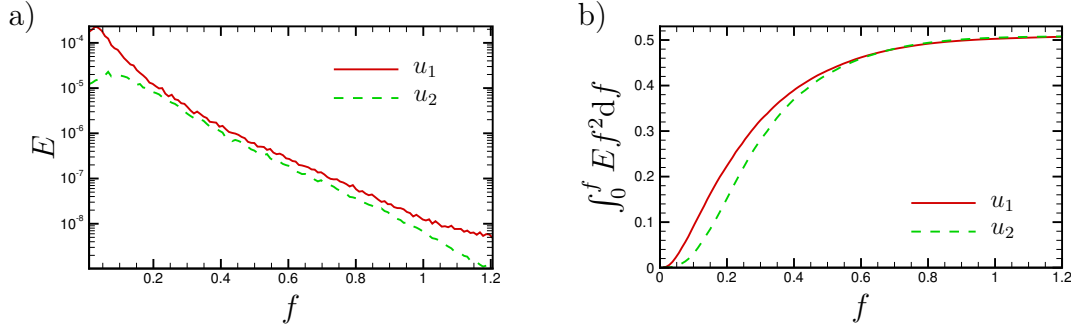 a)
E
10⁻⁴
10⁻⁵
10⁻⁶
10⁻⁷
10⁻⁸
u₁
u₂
0.2 0.4 0.6 0.8 1 1.2
f
b)
∫₀ᶠ Ef²df
0.5
0.4
0.3
0.2
0.1
0
u₁
u₂
0 0.2 0.4 0.6 0.8 1 1.2
f